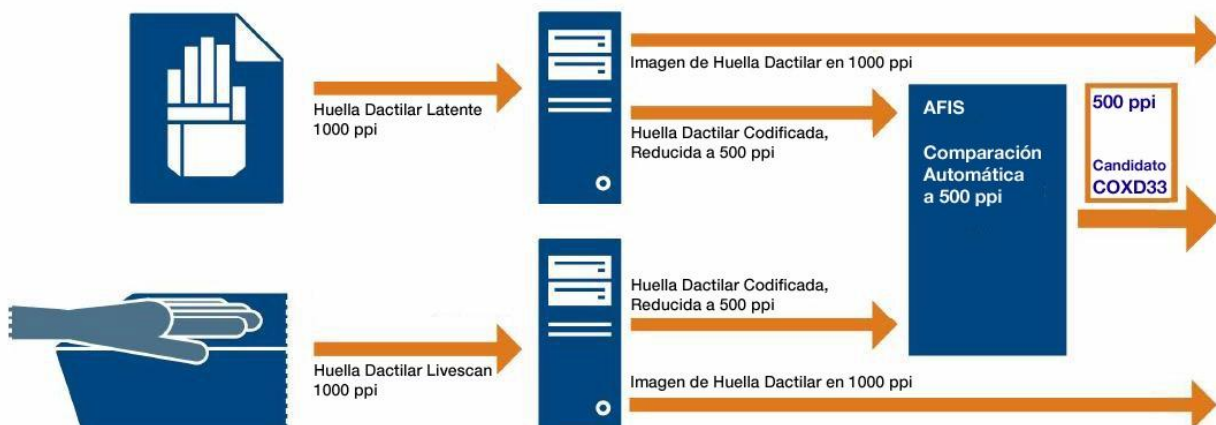 Huella Dactilar Latente
1000 ppi
Imagen de Huella Dactilar en 1000 ppi
Huella Dactilar Codificada,
Reducida a 500 ppi
AFIS
Comparación
Automática
a 500 ppi
500 ppi
Candidato
COXD33
Huella Dactilar Livescan
1000 ppi
Huella Dactilar Codificada,
Reducida a 500 ppi
Imagen de Huella Dactilar en 1000 ppi